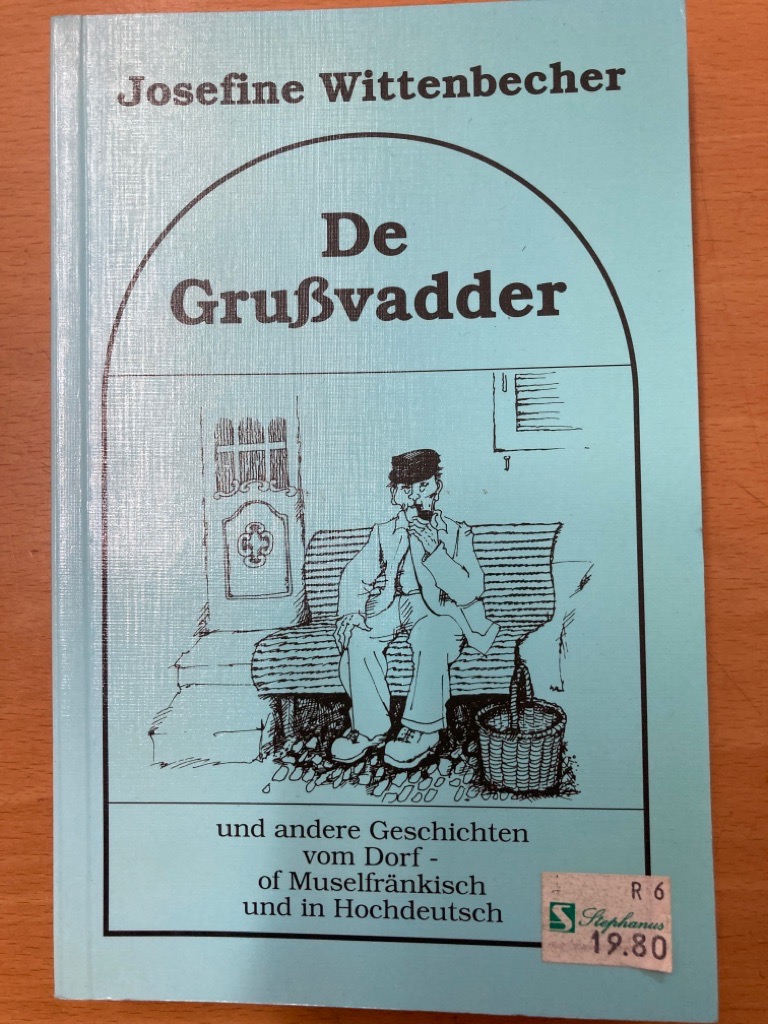 Josefine Wittenbecher
De
Grußvadder
und andere Geschichten
vom Dorf -
of Muselfränkisch
und in Hochdeutsch
R 6
Stephanus
19.80